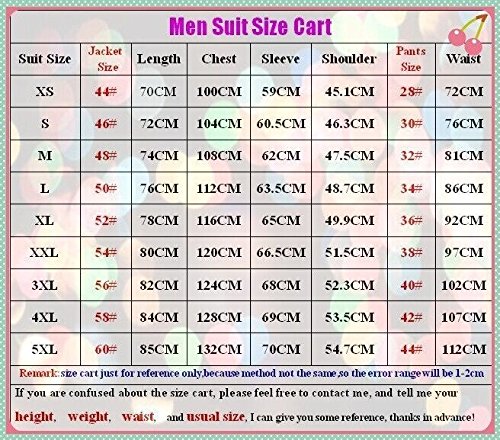 Men Suit Size Cart
Suit Size Jacket Size Length Chest Sleeve Shoulder Pants Size Waist
XS 44# 70CM 100CM 59CM 45.1CM 28# 72CM
S 46# 72CM 104CM 60.5CM 46.3CM 30# 76CM
M 48# 74CM 108CM 62CM 47.5CM 32# 81CM
L 50# 76CM 112CM 63.5CM 48.7CM 34# 86CM
XL 52# 78CM 116CM 65CM 49.9CM 36# 92CM
XXL 54# 80CM 120CM 66.5CM 51.5CM 38# 97CM
3XL 56# 82CM 124CM 68CM 52.3CM 40# 102CM
4XL 58# 84CM 128CM 69CM 53.5CM 42# 107CM
5XL 60# 85CM 132CM 70CM 54.7CM 44# 112CM
Remark:size cart just for reference only,because method not the same,so the error range will be 1-2cm
If you are confused about the size cart, please feel free to contact me, and tell me your
height, weight, waist, and usual size, I can give you some reference, thanks in advance!